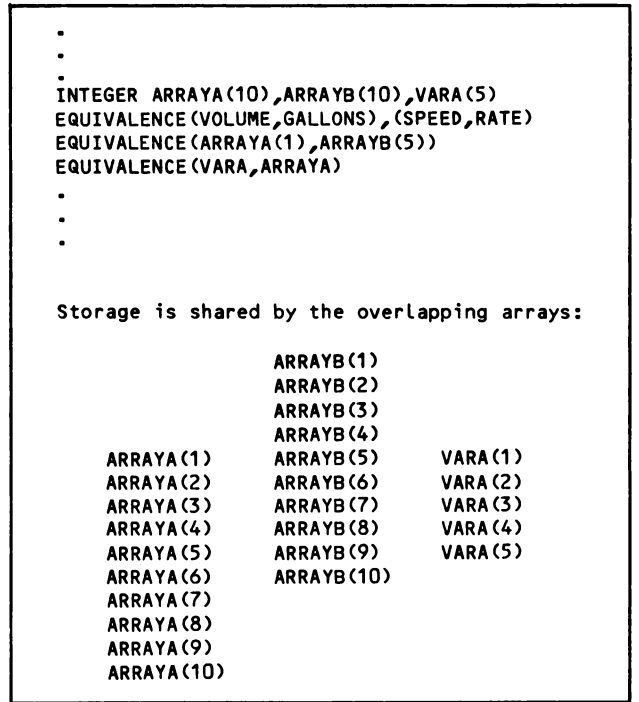 .
.
.
INTEGER ARRAYA(10),ARRAYB(10),VARA(5)
EQUIVALENCE(VOLUME,GALLONS),(SPEED,RATE)
EQUIVALENCE(ARRAYA(1),ARRAYB(5))
EQUIVALENCE(VARA,ARRAYA)
.
.
.
Storage is shared by the overlapping arrays:
ARRAYB(1)
ARRAYB(2)
ARRAYB(3)
ARRAYB(4)
ARRAYA(1) ARRAYB(5) VARA(1)
ARRAYA(2) ARRAYB(6) VARA(2)
ARRAYA(3) ARRAYB(7) VARA(3)
ARRAYA(4) ARRAYB(8) VARA(4)
ARRAYA(5) ARRAYB(9) VARA(5)
ARRAYA(6) ARRAYB(10)
ARRAYA(7)
ARRAYA(8)
ARRAYA(9)
ARRAYA(10)